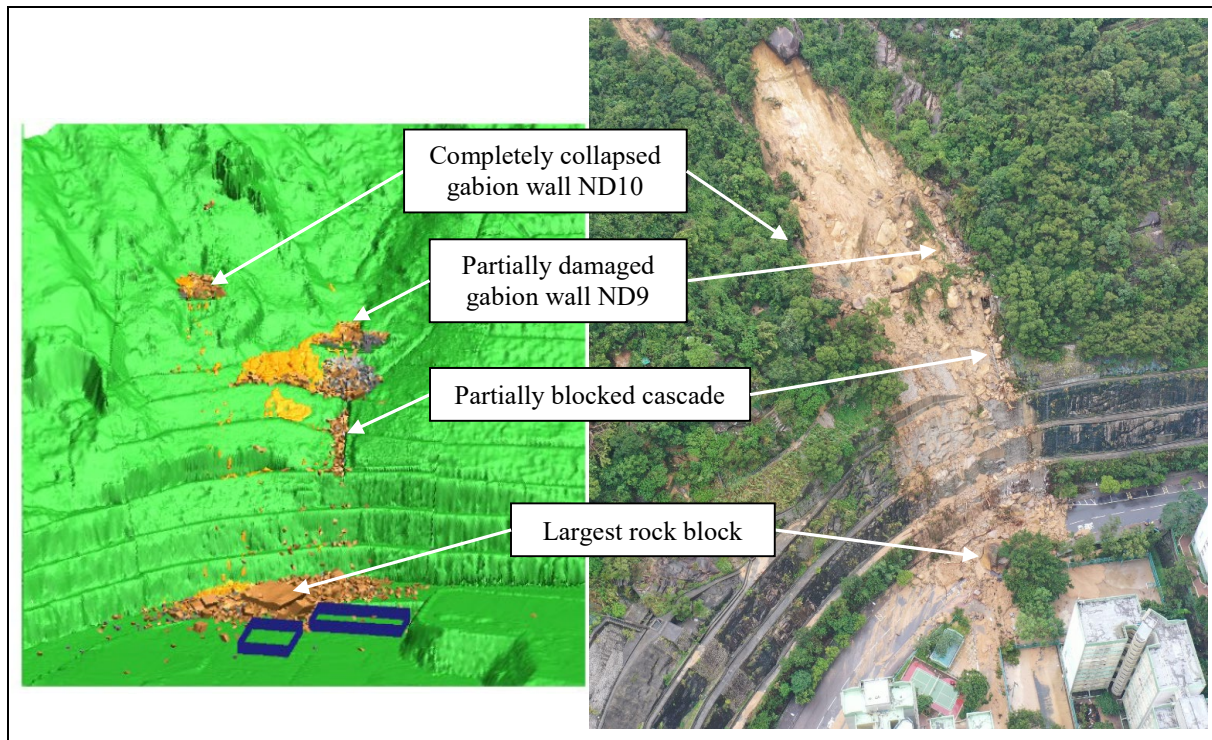 Completely collapsed
gabion wall ND10
Partially damaged
gabion wall ND9
Partially blocked cascade
Largest rock block